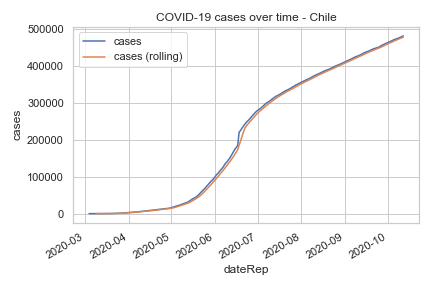 COVID-19 cases over time - Chile
cases
cases (rolling)
500000
400000
300000
200000
100000
0
cases
2020-03
2020-04
2020-05
2020-06
2020-07
2020-08
2020-09
2020-10
dateRep